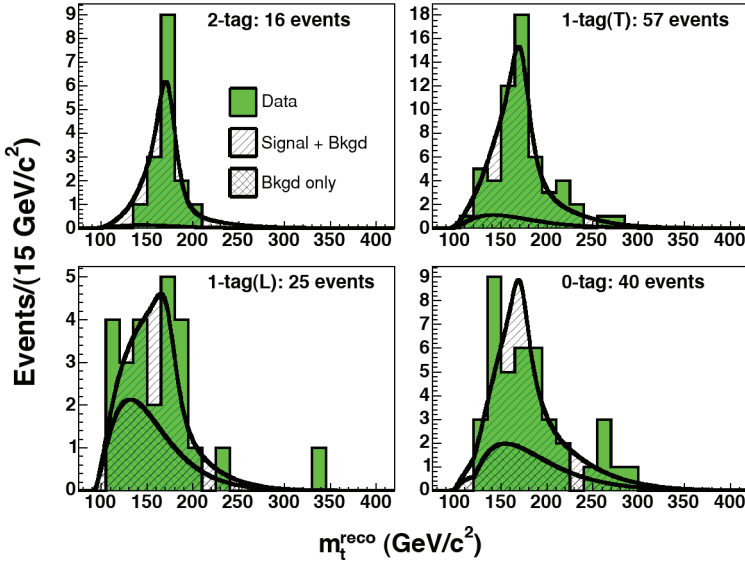 Events/(15 GeV/c²)
2-tag: 16 events
9
8
7
6
5
4
3
2
1
0
100 150 200 250 300 350 400
Data
Signal + Bkgd
Bkgd only
1-tag(T): 57 events
18
16
14
12
10
8
6
4
2
0
100 150 200 250 300 350 400
1-tag(L): 25 events
5
4
3
2
1
0
100 150 200 250 300 350 400
0-tag: 40 events
9
8
7
6
5
4
3
2
1
0
100 150 200 250 300 350 400
m_t^reco (GeV/c²)